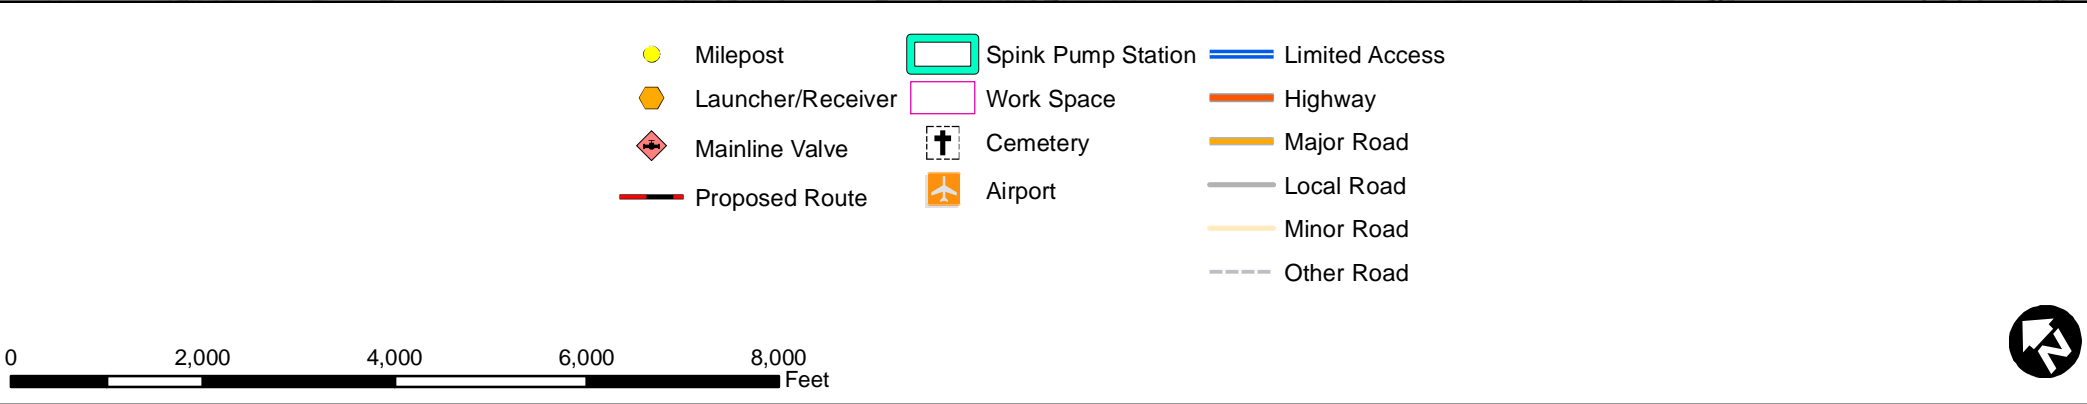 Milepost
Launcher/Receiver
Mainline Valve
Proposed Route
Spink Pump Station
Work Space
Cemetery
Airport
Limited Access
Highway
Major Road
Local Road
Minor Road
Other Road
0 2,000 4,000 6,000 8,000
Feet
N